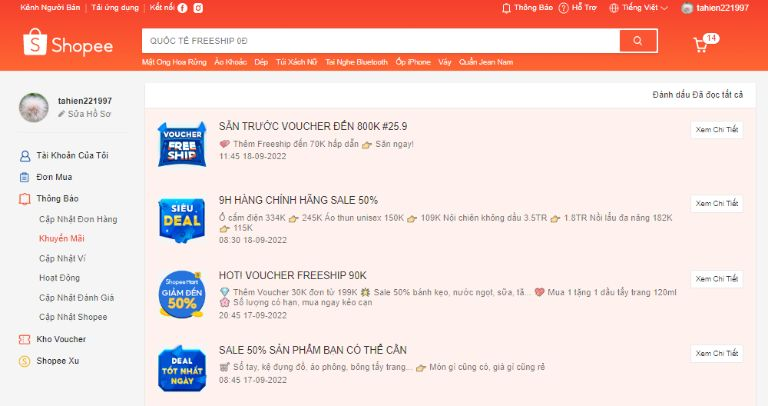 Kênh Người Bán
Tải ứng dụng
Kết nối
Thông Báo
Hỗ Trợ
Tiếng Việt
tahien221997
Shopee
QUỐC TẾ FREESHIP 0Đ
14
Mật Ong Hoa Rừng
Áo Khoác
Dép
Túi Xách Nữ
Tai Nghe Bluetooth
Ốp iPhone
Váy
Quần Jean Nam
tahien221997
Sửa Hồ Sơ
Tài Khoản Của Tôi
Đơn Mua
Thông Báo
Cập Nhật Đơn Hàng
Khuyến Mãi
Cập Nhật Ví
Hoạt Động
Cập Nhật Đánh Giá
Cập Nhật Shopee
Kho Voucher
Shopee Xu
Đánh dấu Đã đọc tất cả
VOUCHER
FREE
SHIP
SĂN TRƯỚC VOUCHER ĐẾN 800K #25.9
Thêm Freeship đến 70K hấp dẫn 👉 Săn ngay!
11:45 18-09-2022
Xem Chi Tiết
SIÊU
DEAL
9H HÀNG CHÍNH HÃNG SALE 50%
Ổ cắm điện 334K 👉 245K Áo thun unisex 150K 👉 109K Nồi chiên không dầu 3.5TR 👉 1.8TR Nồi lẩu đa năng 182K
👉 115K
08:30 18-09-2022
Xem Chi Tiết
Shopee Mart
GIẢM ĐẾN
50%
HOTI VOUCHER FREESHIP 90K
Thêm Voucher 30K đơn từ 199K Sale 50% bánh kẹo, nước ngọt, sữa, tã... Mua 1 tặng 1 dầu tẩy trang 120ml
Số lượng có hạn, mua ngay kẻo cạn
20:45 17-09-2022
Xem Chi Tiết
DEAL
TỐT NHẤT
NGÀY
SALE 50% SẢN PHẨM BẠN CÓ THỂ CẦN
Sổ tay, kệ đựng đồ, áo phông, bông tẩy trang... 👉 Món gì cũng có, giá gì cũng rẻ
08:45 17-09-2022
Xem Chi Tiết